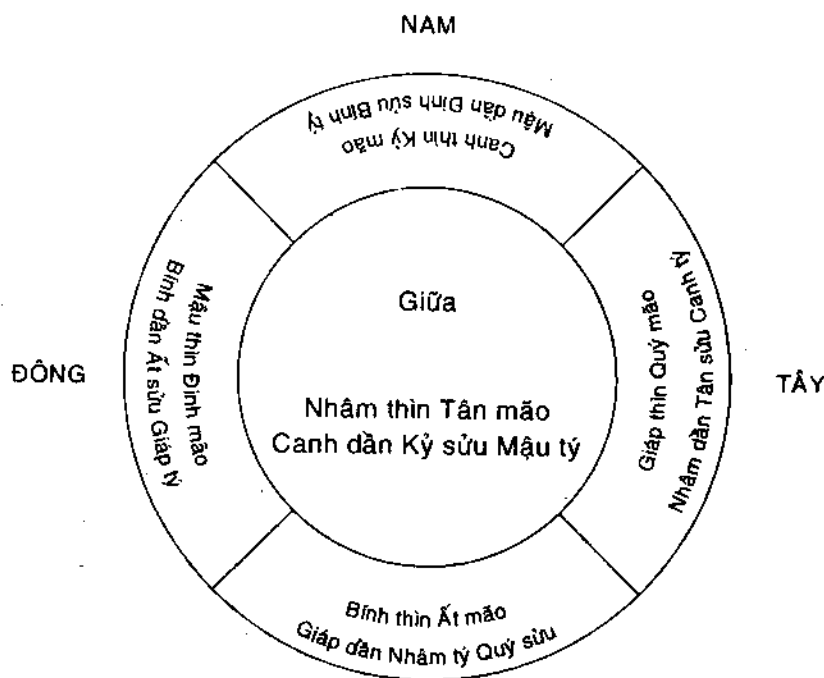 NAM
Mậu dần Đinh sửu Bính tý
Canh thìn Kỷ mão
ĐÔNG
Mậu thìn Đinh mão
Bính dần Ất sửu Giáp tý
Giữa
Nhâm thìn Tân mão
Canh dần Kỷ sửu Mậu tý
Giáp thìn Quý mão
Nhâm dần Tân sửu Canh tý
TÂY
Bính thìn Ất mão
Giáp dần Nhâm tý Quý sửu